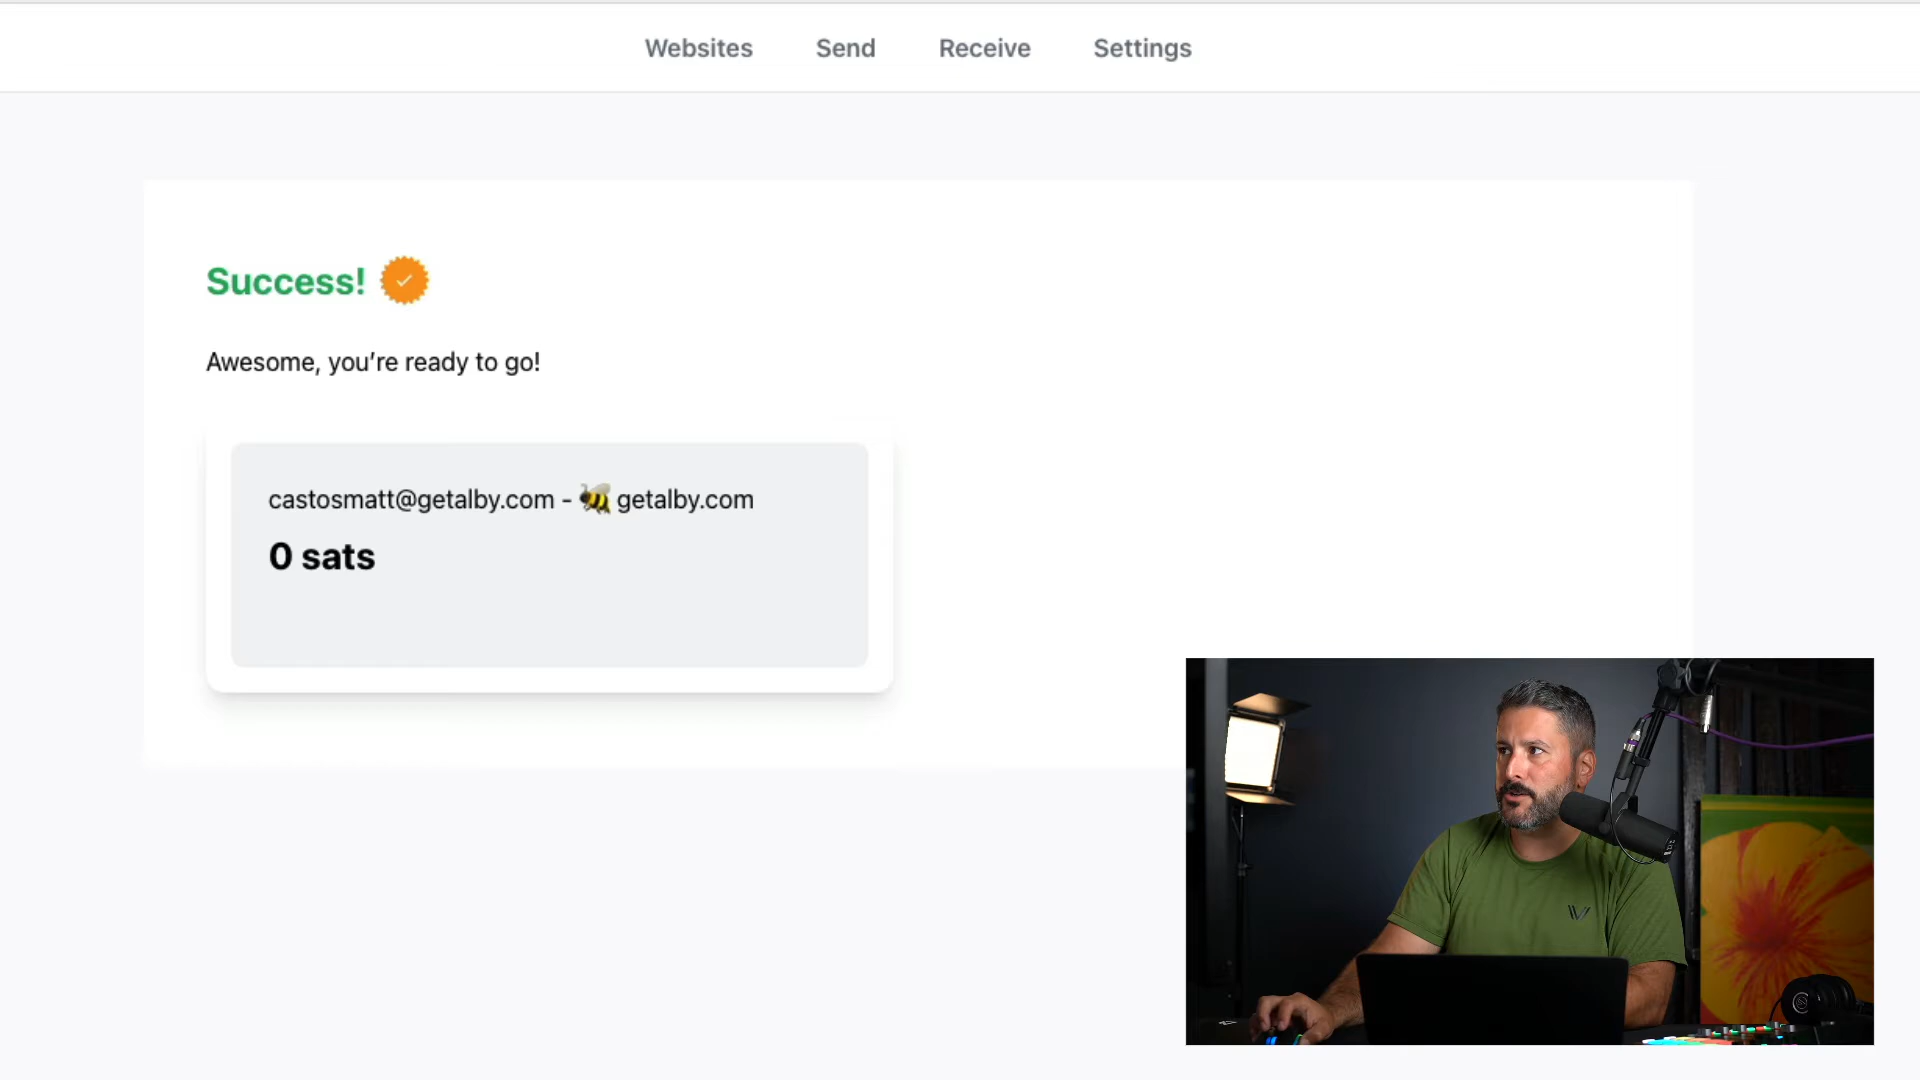 Websites Send Receive Settings
Success!
Awesome, you’re ready to go!
castosmatt@getalby.com - 🐝 getalby.com
0 sats